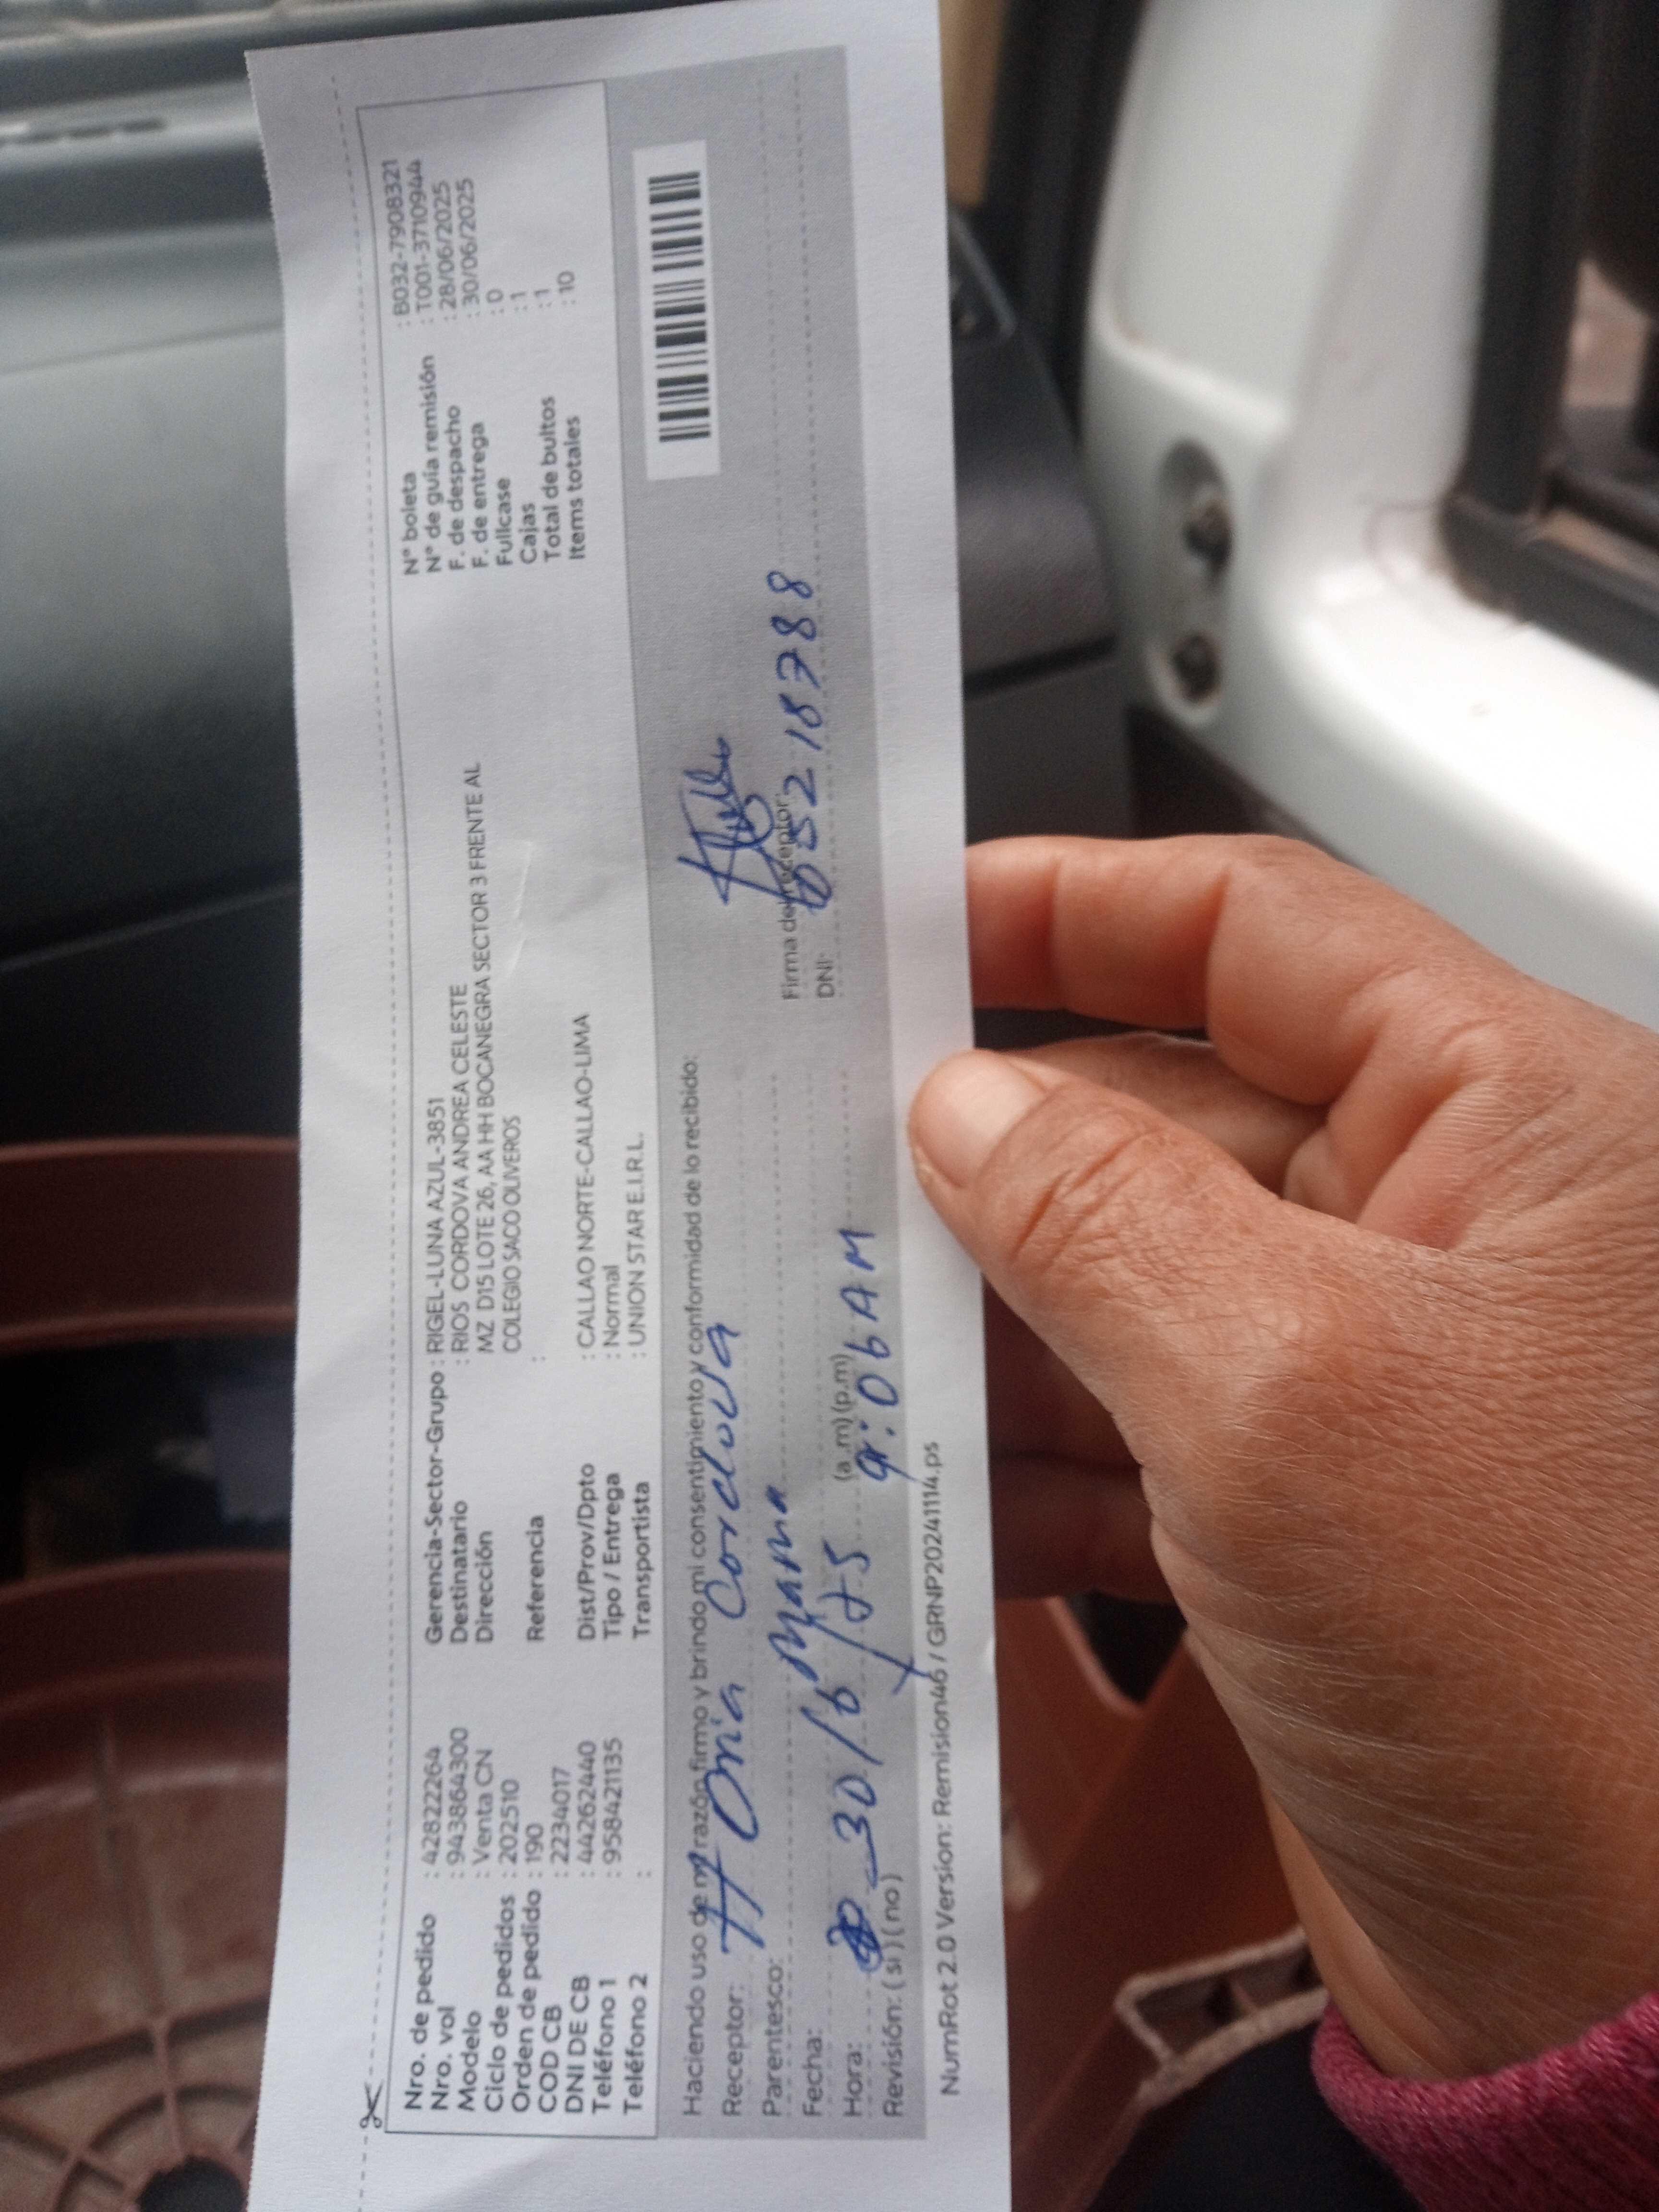 Nro. de pedido : 42822264
Nro. vol : 9438864300
Modelo : Venta CN
Ciclo de pedidos : 202510
Orden de pedido : 190
COD CB : 2234017
DNI DE CB : 44262440
Teléfono 1 : 958421135
Teléfono 2 :
Gerencia-Sector-Grupo : RIGEL-LUNA AZUL-3851
Destinatario : RIOS CORDOVA ANDREA CELESTE
Dirección MZ D15 LOTE 26, AA HH BOCANEGRA SECTOR 3 FRENTE AL
COLEGIO SACO OLIVEROS
Referencia :
Dist/Prov/Dpto : CALLAO NORTE-CALLAO-LIMA
Tipo / Entrega : Normal
Transportista : UNION STAR E.I.R.L.
N° boleta : B032-7908321
N° de guía remisión : T001-3710944
F. de despacho : 28/06/2025
F. de entrega : 30/06/2025
Fullcase : 0
Cajas : 1
Total de bultos : 1
Items totales : 10
Haciendo uso de mi razón firmo y brindo mi consentimiento y conformidad de lo recibido:
Receptor: Cordova
Parentesco: Mama
Fecha: 30/6/25
Hora: (a.m) (p.m) 9:06 AM
Revisión: ( si ) ( no )
Firma del receptor:
DNI:
NumRot 2.0 Version: Remision46 / GRNP20241114.ps